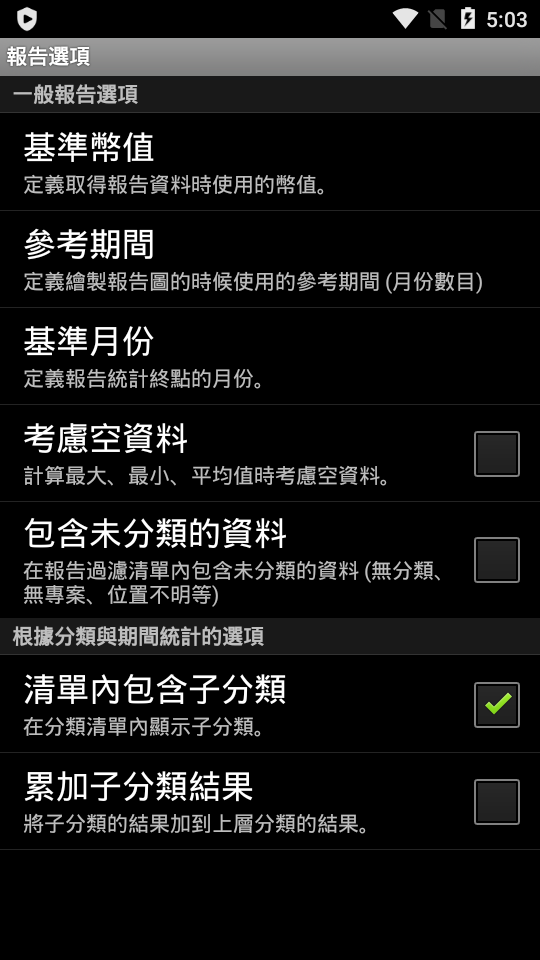 5:03
報告選項
一般報告選項
基準幣值
定義取得報告資料時使用的幣值。
參考期間
定義繪製報告圖的時候使用的參考期間 (月份數目)
基準月份
定義報告統計終點的月份。
考慮空資料
計算最大、最小、平均值時考慮空資料。
包含未分類的資料
在報告過濾清單內包含未分類的資料 (無分類、
無專案、位置不明等)
根據分類與期間統計的選項
清單內包含子分類
在分類清單內顯示子分類。
累加子分類結果
將子分類的結果加到上層分類的結果。